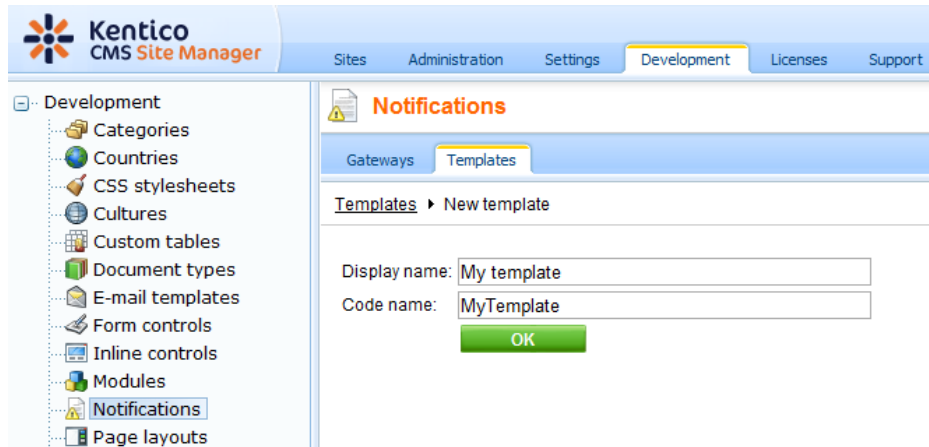 Kentico
CMS Site Manager
Sites Administration Settings Development Licenses Support
Development
Categories
Countries
CSS stylesheets
Cultures
Custom tables
Document types
E-mail templates
Form controls
Inline controls
Modules
Notifications
Page layouts
Notifications
Gateways Templates
Templates New template
Display name: My template
Code name: MyTemplate
OK